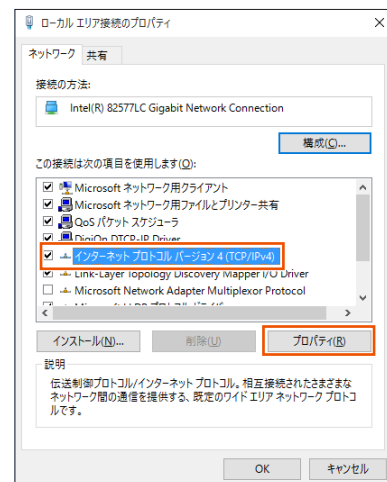 ローカル エリア接続のプロパティ
ネットワーク 共有
接続の方法:
Intel(R) 82577LC Gigabit Network Connection
構成(C)...
この接続は次の項目を使用します(O):
Microsoft ネットワーク用クライアント
Microsoft ネットワーク用ファイルとプリンター共有
QoS パケット スケジューラ
DigiOn DTCP-IP Driver
インターネット プロトコル バージョン 4 (TCP/IPv4)
Link-Layer Topology Discovery Mapper I/O Driver
Microsoft Network Adapter Multiplexor Protocol
インストール(N)... 削除(U) プロパティ(R)
説明
伝送制御プロトコル/インターネット プロトコル。相互接続されたさまざまな
ネットワーク間の通信を提供する、既定のワイド エリア ネットワーク プロトコ
ルです。
OK キャンセル